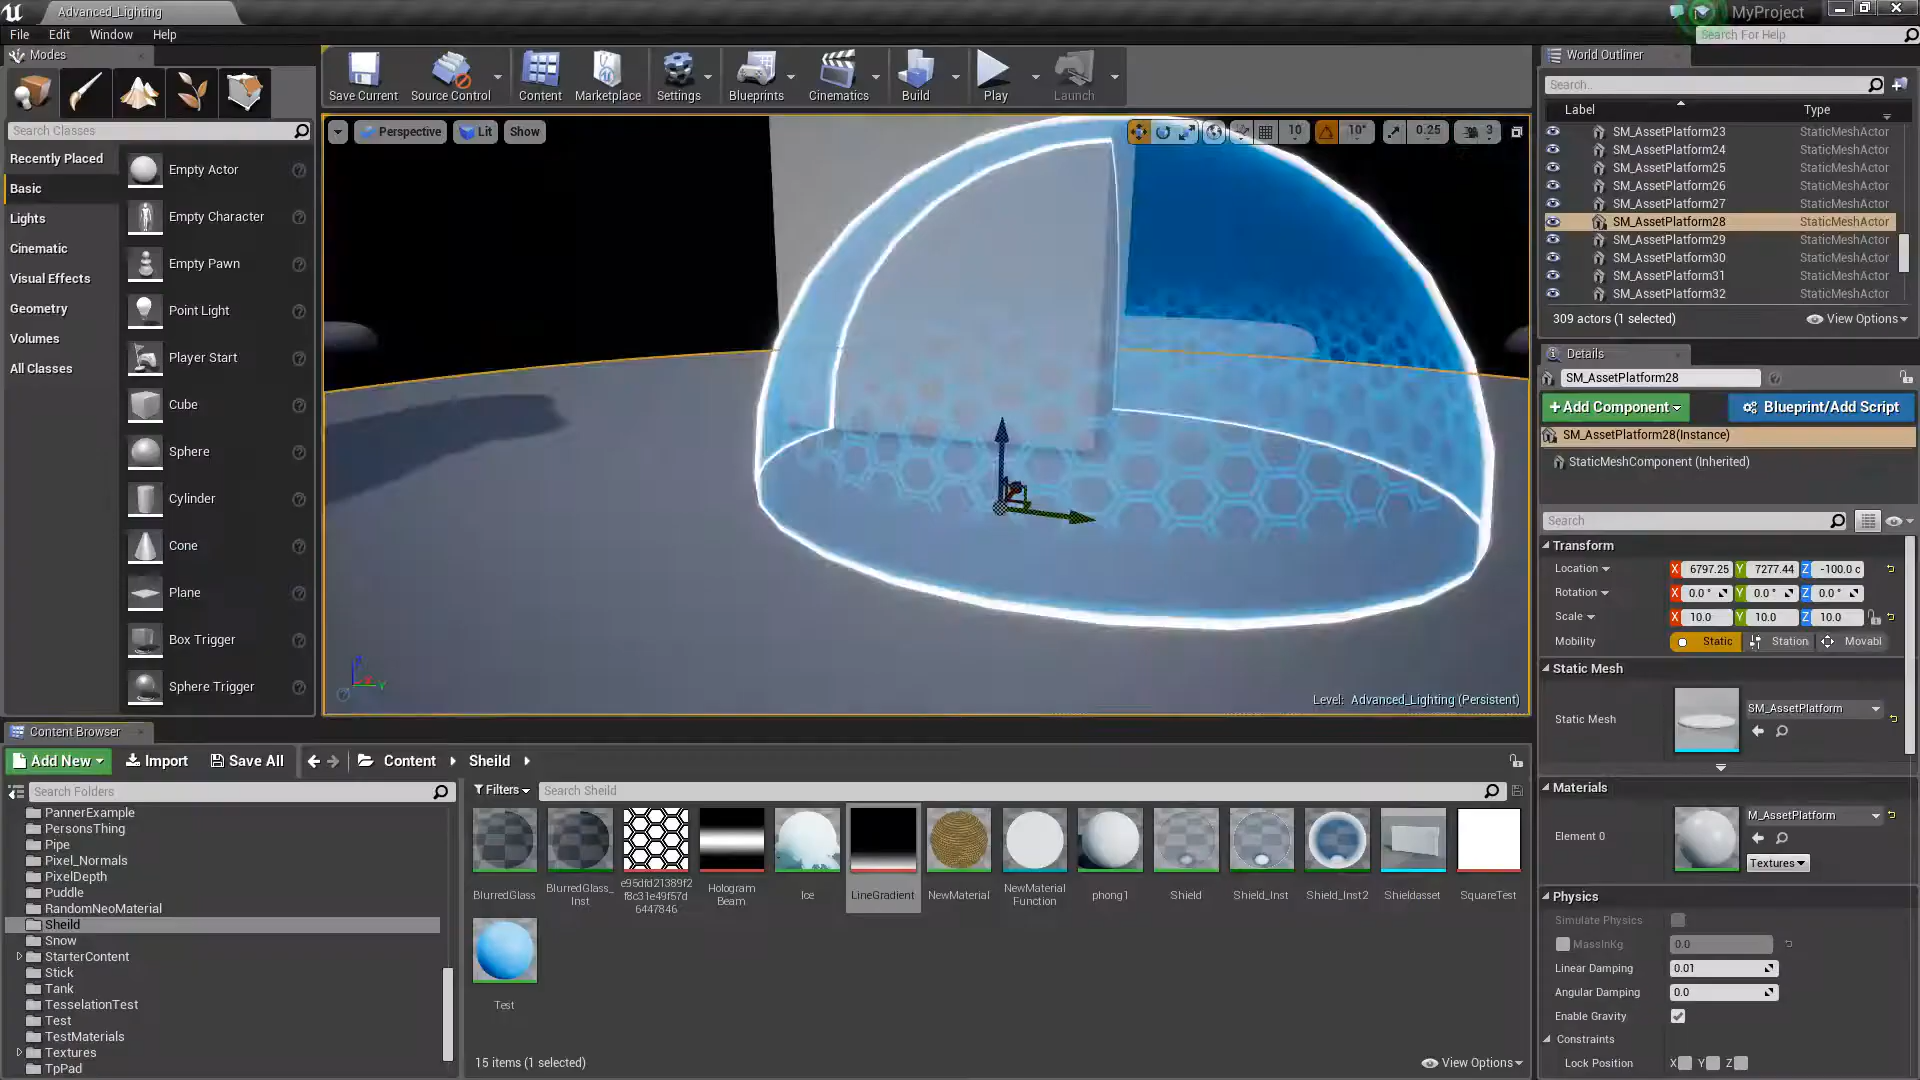 Advanced_Lighting
MyProject
File Edit Window Help
Search For Help
Modes
Search Classes
Recently Placed
Basic
Lights
Cinematic
Visual Effects
Geometry
Volumes
All Classes
Empty Actor
Empty Character
Empty Pawn
Point Light
Player Start
Cube
Sphere
Cylinder
Cone
Plane
Box Trigger
Sphere Trigger
Save Current
Source Control
Content
Marketplace
Settings
Blueprints
Cinematics
Build
Play
Launch
Perspective Lit Show
10 10° 0.25 3
Level: Advanced_Lighting (Persistent)
World Outliner
Search..
Label Type
SM_AssetPlatform23 StaticMeshActor
SM_AssetPlatform24 StaticMeshActor
SM_AssetPlatform25 StaticMeshActor
SM_AssetPlatform26 StaticMeshActor
SM_AssetPlatform27 StaticMeshActor
SM_AssetPlatform28 StaticMeshActor
SM_AssetPlatform29 StaticMeshActor
SM_AssetPlatform30 StaticMeshActor
SM_AssetPlatform31 StaticMeshActor
SM_AssetPlatform32 StaticMeshActor
309 actors (1 selected) View Options
Details
SM_AssetPlatform28
+Add Component Blueprint/Add Script
SM_AssetPlatform28(Instance)
StaticMeshComponent (Inherited)
Search
Transform
Location X 6797.25 Y 7277.44 Z -100.0 c
Rotation X 0.0 ° Y 0.0 ° Z 0.0 °
Scale X 10.0 Y 10.0 Z 10.0
Mobility Static Station Movabl
Static Mesh
Static Mesh SM_AssetPlatform
Materials
Element 0 M_AssetPlatform
Textures
Physics
Simulate Physics
MassInKg 0.0
Linear Damping 0.01
Angular Damping 0.0
Enable Gravity
Constraints
Lock Position X Y Z
Content Browser
Add New Import Save All Content Sheild
Search Folders
Filters Search Sheild
PannerExample
PersonsThing
Pipe
Pixel_Normals
PixelDepth
Puddle
RandomNeoMaterial
Sheild
Snow
StarterContent
Stick
Tank
TesselationTest
Test
TestMaterials
Textures
TpPad
BlurredGlass
BlurredGlass_
Inst
e95dfd21389f2
f8c31e49f57d
6447846
Hologram
Beam
Ice
LineGradient
NewMaterial
NewMaterial
Function
phong1
Shield
Shield_Inst
Shield_Inst2
Shieldasset
SquareTest
Test
15 items (1 selected) View Options